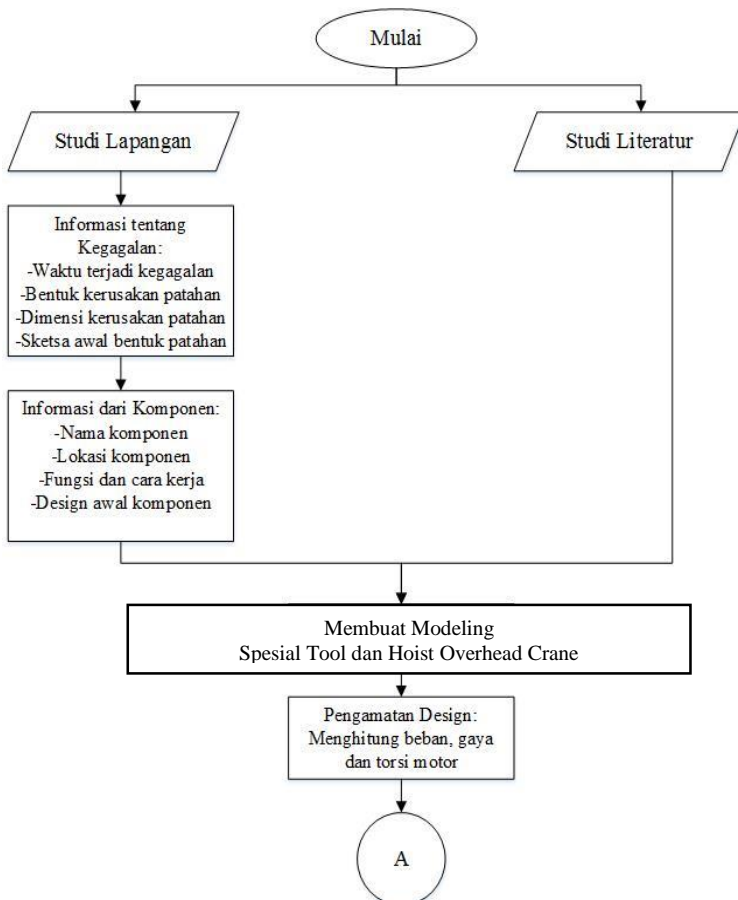 Mulai
Studi Lapangan
Studi Literatur
Informasi tentang
Kegagalan:
-Waktu terjadi kegagalan
-Bentuk kerusakan patahan
-Dimensi kerusakan patahan
-Sketsa awal bentuk patahan
Informasi dari Komponen:
-Nama komponen
-Lokasi komponen
-Fungsi dan cara kerja
-Design awal komponen
Membuat Modeling
Spesial Tool dan Hoist Overhead Crane
Pengamatan Design:
Menghitung beban, gaya
dan torsi motor
A